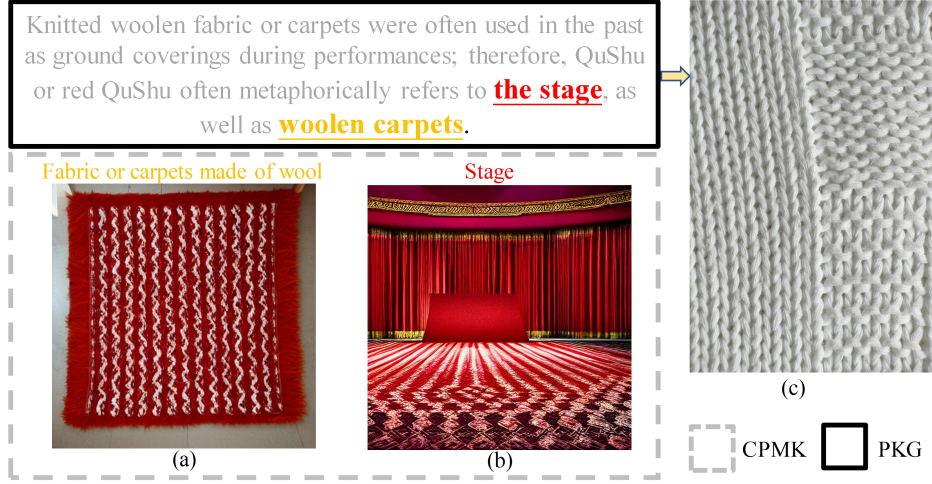 Knitted woolen fabric or carpets were often used in the past
as ground coverings during performances; therefore, QuShu
or red QuShu often metaphorically refers to the stage, as
well as woolen carpets.
Fabric or carpets made of wool
Stage
(a)
(b)
(c)
CPMK
PKG